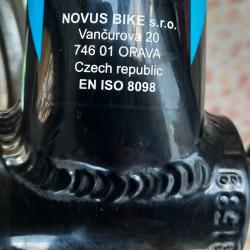 NOVUS BIKE s.r.o.
Vančurova 20
746 01 OPAVA
Czech republic
EN ISO 8098